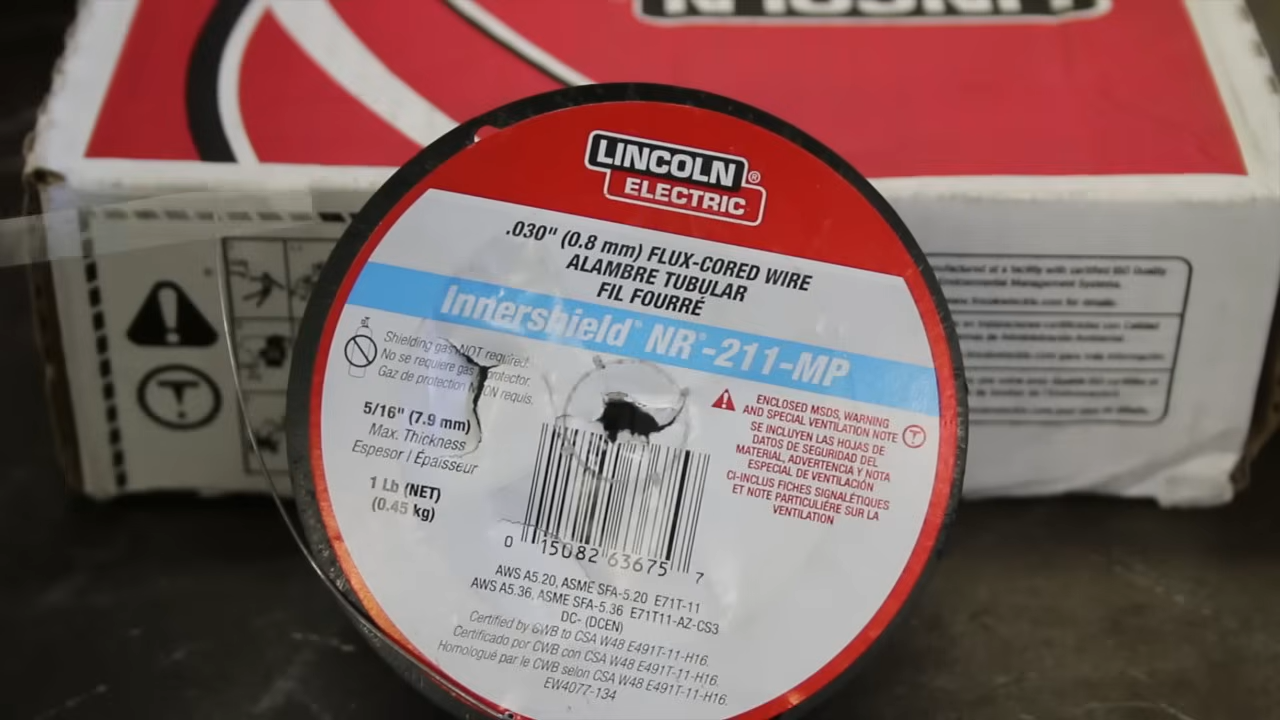 LINCOLN®
ELECTRIC
.030" (0.8 mm) FLUX-CORED WIRE
ALAMBRE TUBULAR
FIL FOURRÉ
Innershield® NR®-211-MP
Shielding gas NOT required.
No se requiere gas protector.
Gaz de protection NON requis.
5/16" (7.9 mm)
Max. Thickness
Espesor / Épaisseur
1 Lb (NET)
(0.45 kg)
ENCLOSED MSDS, WARNING
AND SPECIAL VENTILATION NOTE
SE INCLUYEN LAS HOJAS DE
DATOS DE SEGURIDAD DEL
MATERIAL, ADVERTENCIA Y NOTA
ESPECIAL DE VENTILACIÓN
CI-INCLUS FICHES SIGNALÉTIQUES
ET NOTE PARTICULIÈRE SUR LA
VENTILATION
0 15082 63675 7
AWS A5.20, ASME SFA-5.20 E71T-11
AWS A5.36, ASME SFA-5.36 E71T11-AZ-CS3
DC- (DCEN)
Certified by CWB to CSA W48 E491T-11-H16.
Certificado por CWB con CSA W48 E491T-11-H16.
Homologué par le CWB selon CSA W48 E491T-11-H16.
EW4077-134